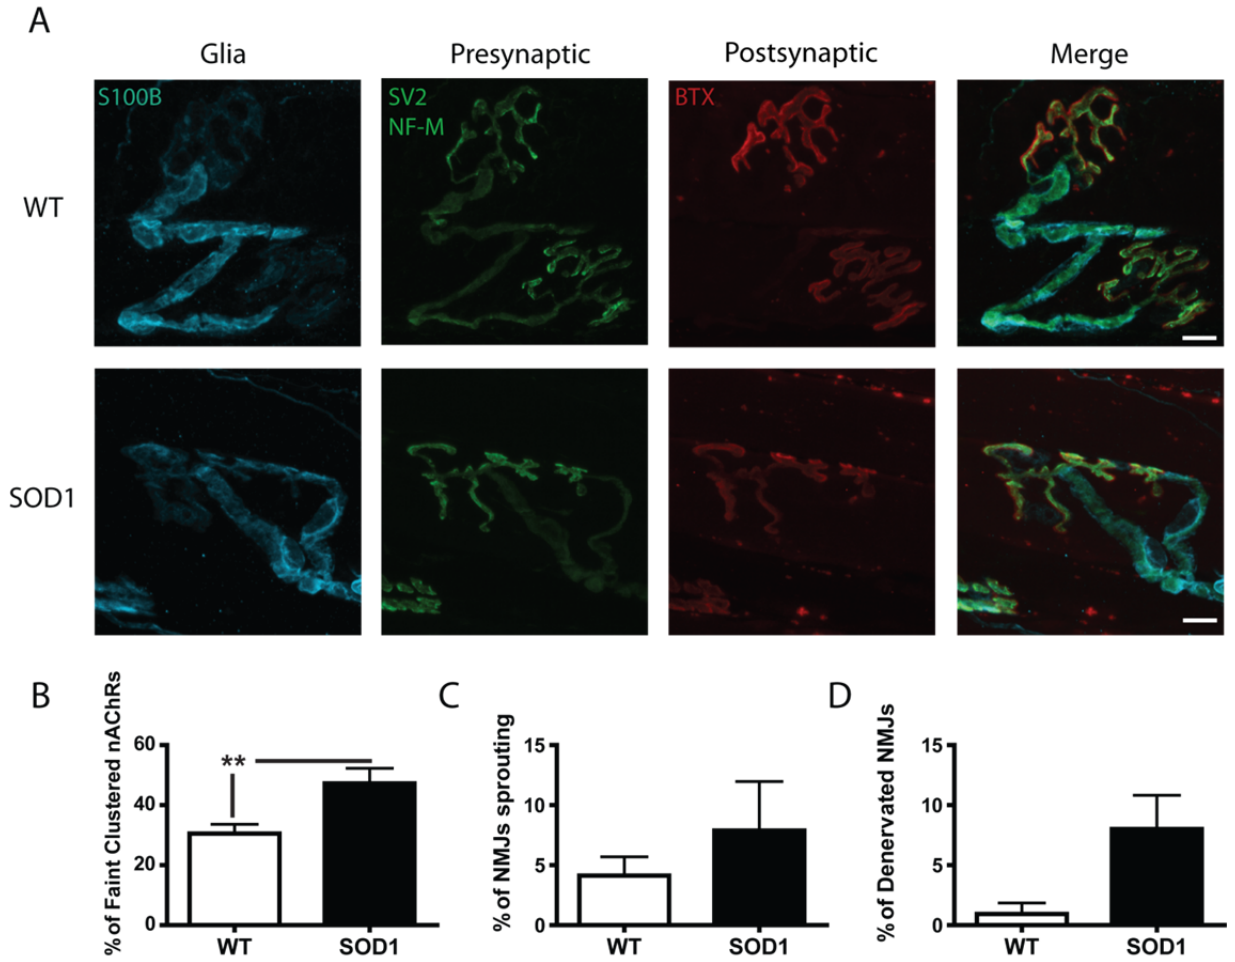 A
Glia Presynaptic Postsynaptic Merge
S100B SV2 BTX
NF-M
WT
SOD1
B C D
% of Faint Clustered nAChRs
60
40
20
0
**
WT SOD1
% of NMJs sprouting
15
10
5
0
WT SOD1
% of Denervated NMJs
15
10
5
0
WT SOD1